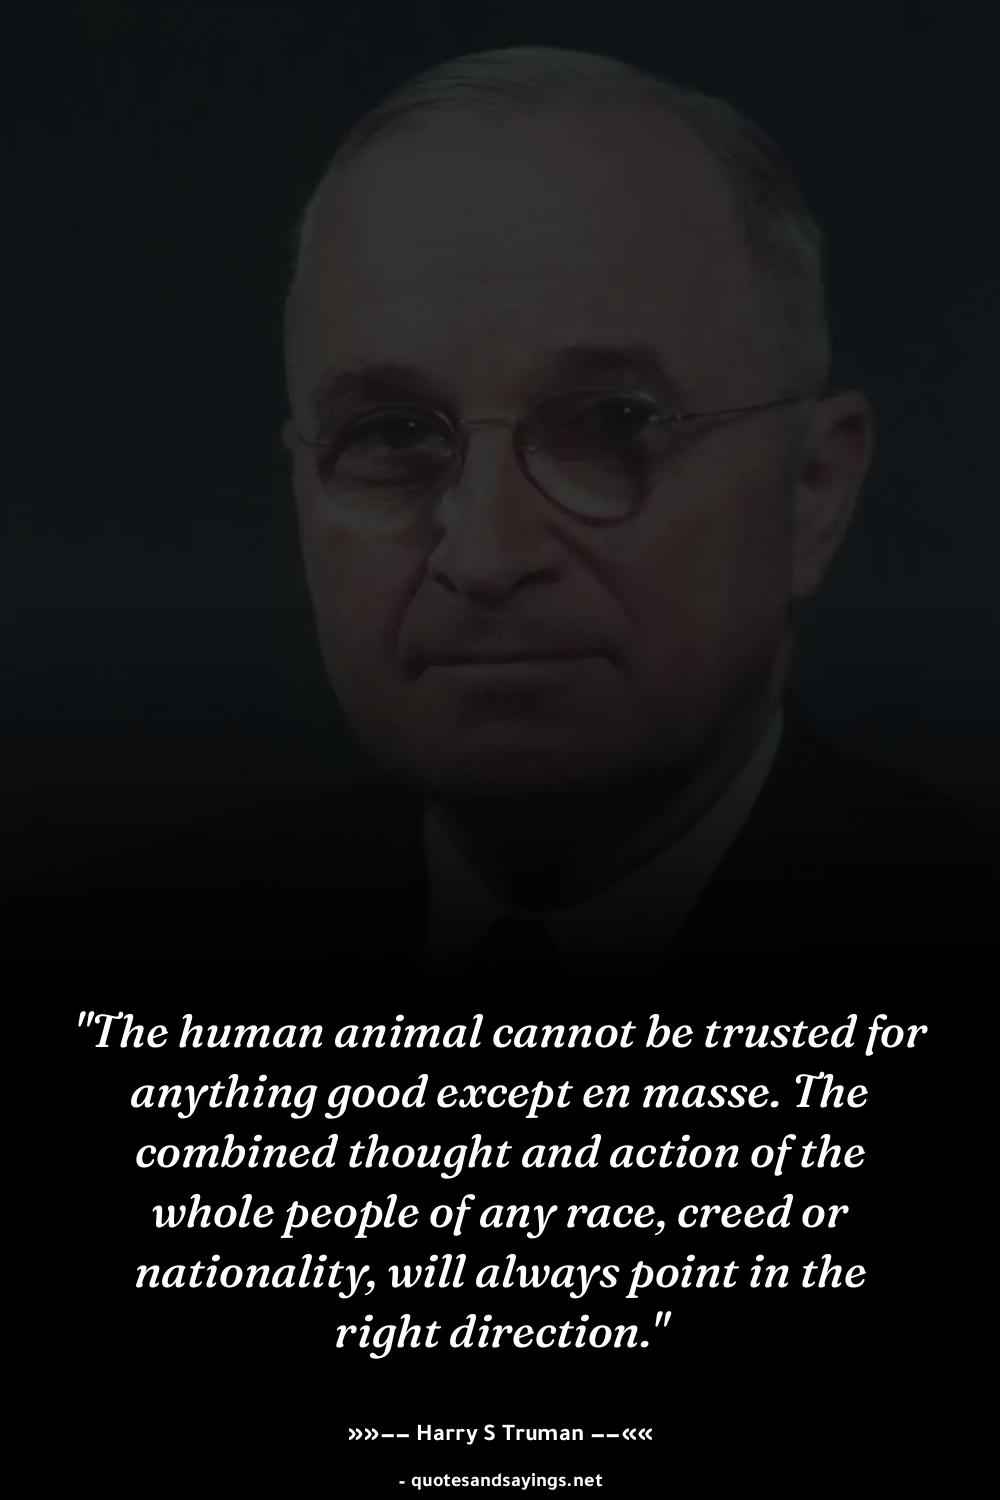 "The human animal cannot be trusted for
anything good except en masse. The
combined thought and action of the
whole people of any race, creed or
nationality, will always point in the
right direction."
»»−− Harry S Truman −−««
- quotesandsayings.net